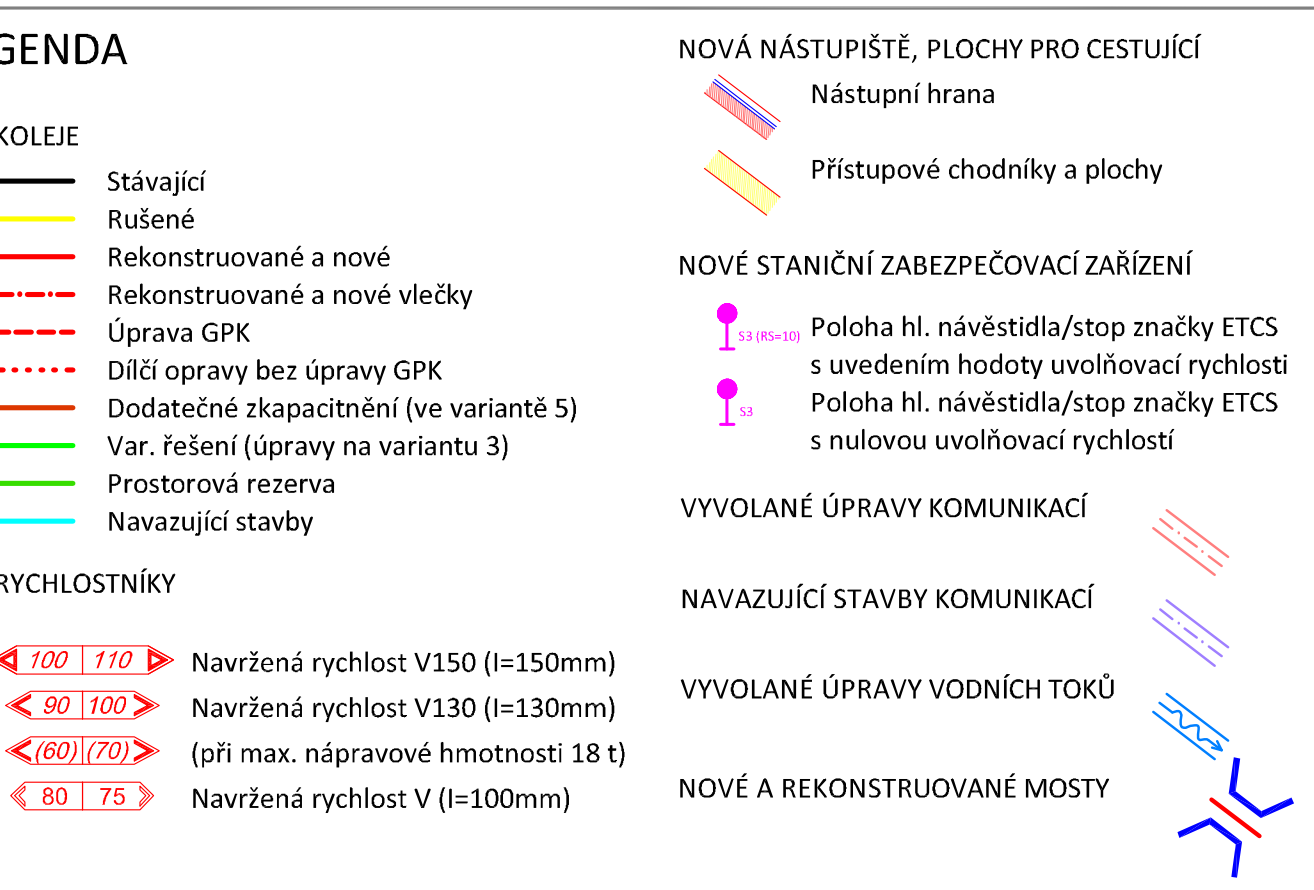 GENDA
KOLEJE
Stávající
Rušené
Rekonstruované a nové
Rekonstruované a nové vlečky
Úprava GPK
Dílčí opravy bez úpravy GPK
Dodatečné zkapacitnění (ve variantě 5)
Var. řešení (úpravy na variantu 3)
Prostorová rezerva
Navazující stavby
RYCHLOSTNÍKY
100 110 Navržená rychlost V150 (I=150mm)
90 100 Navržená rychlost V130 (I=130mm)
(60) (70) (při max. nápravové hmotnosti 18 t)
80 75 Navržená rychlost V (I=100mm)
NOVÁ NÁSTUPIŠTĚ, PLOCHY PRO CESTUJÍCÍ
Nástupní hrana
Přístupové chodníky a plochy
NOVÉ STANIČNÍ ZABEZPEČOVACÍ ZAŘÍZENÍ
S3 (RS=10) Poloha hl. návěstidla/stop značky ETCS
s uvedením hodoty uvolňovací rychlosti
S3 Poloha hl. návěstidla/stop značky ETCS
s nulovou uvolňovací rychlostí
VYVOLANÉ ÚPRAVY KOMUNIKACÍ
NAVAZUJÍCÍ STAVBY KOMUNIKACÍ
VYVOLANÉ ÚPRAVY VODNÍCH TOKŮ
NOVÉ A REKONSTRUOVANÉ MOSTY